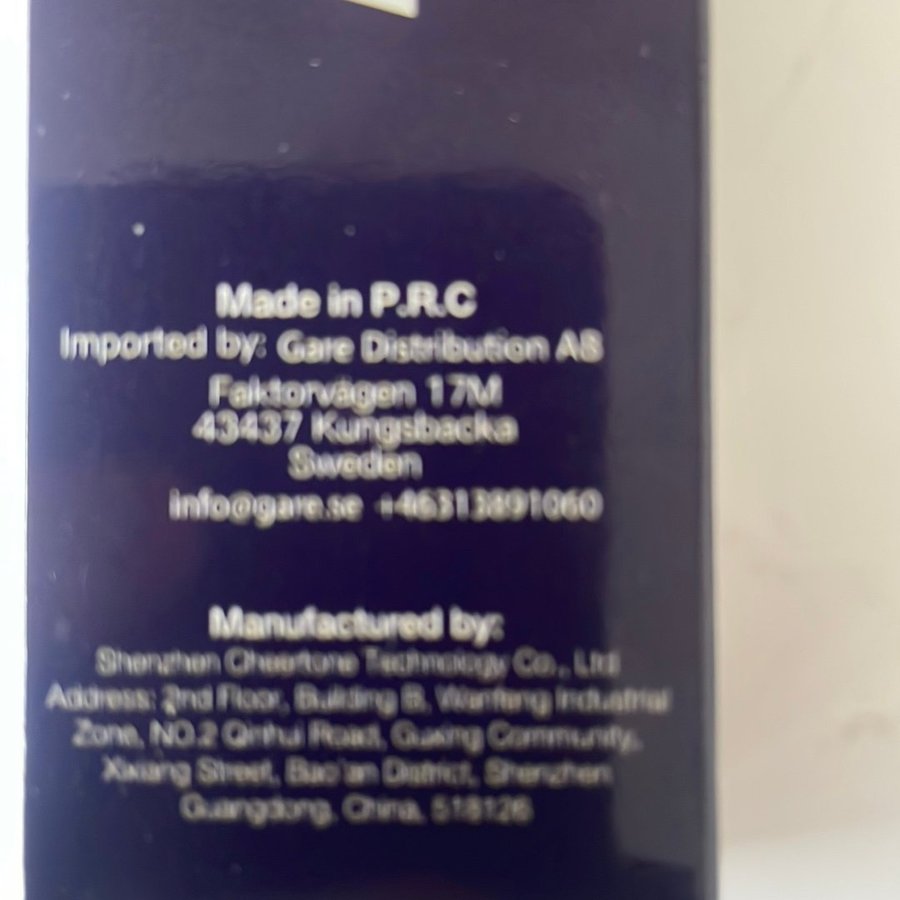 Made in P.R.C
Imported by: Gare Distribution AB
Faktorvägen 17M
43437 Kungsbacka
Sweden
info@gare.se +46313891060
Manufactured by:
Shenzhen Cheertone Technology Co., Ltd
Address: 2nd Floor, Building B, Wanfeng Industrial
Zone, NO.2 Qinhui Road, Guxing Community,
Xixiang Street, Bao'an District, Shenzhen
Guangdong, China, 518126